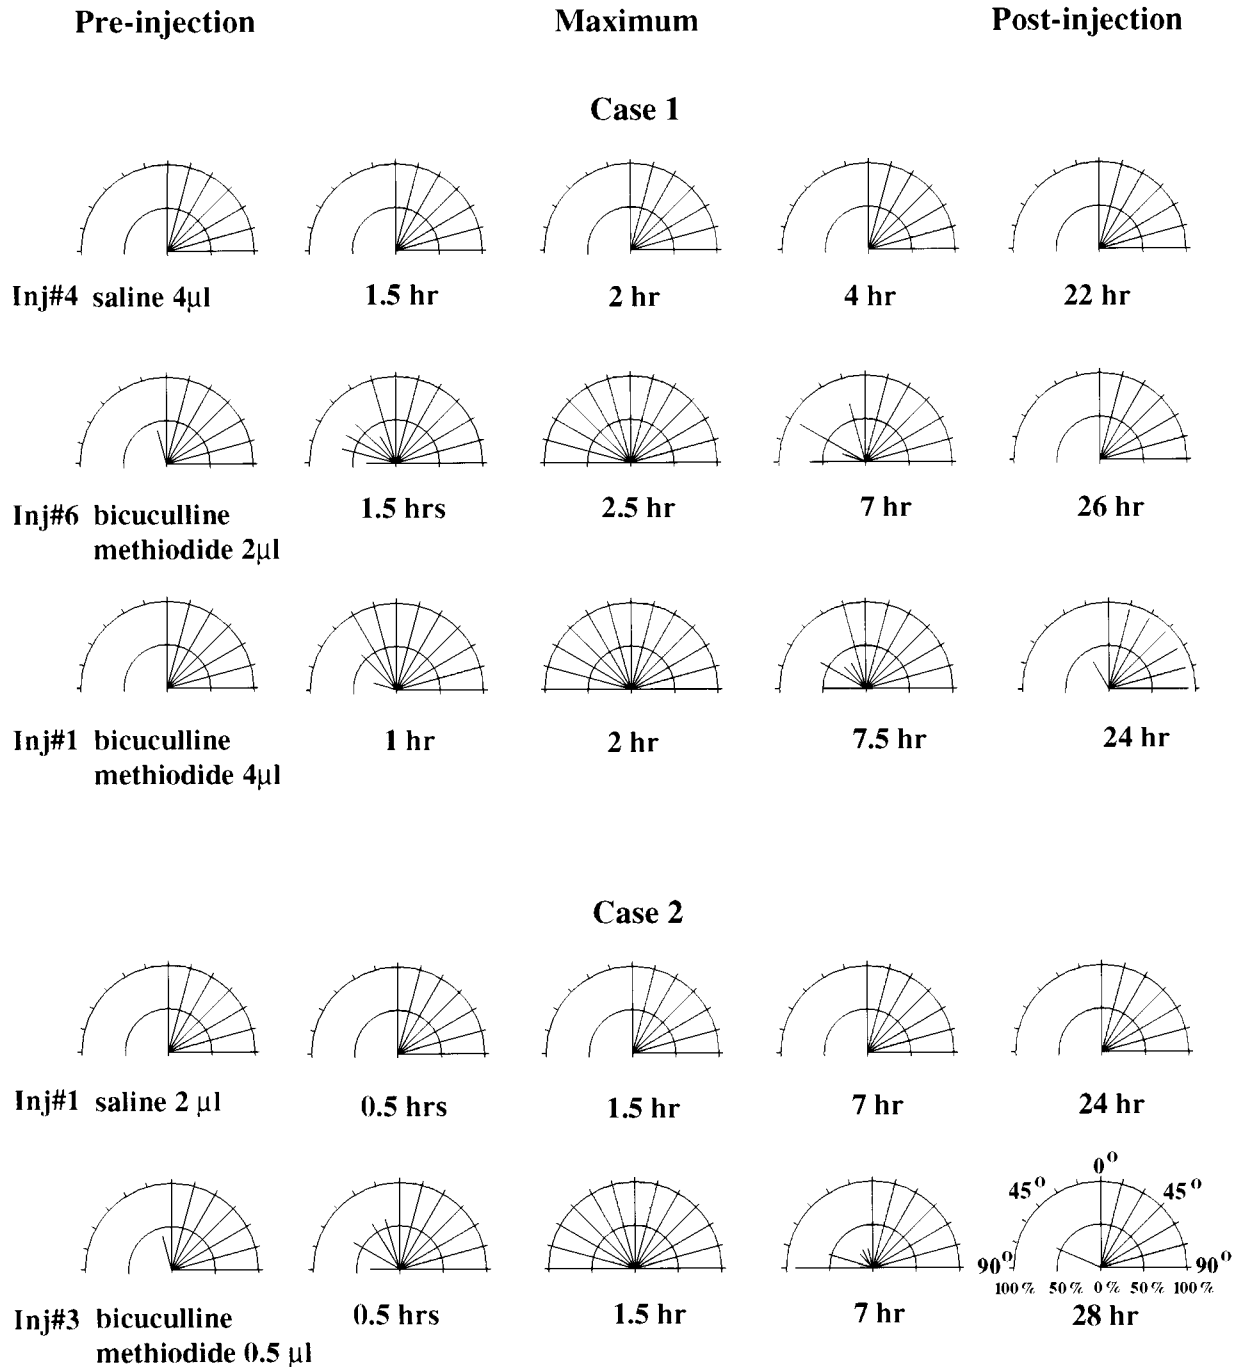 Pre-injection Maximum Post-injection
Case 1
Inj#4 saline 4µl 1.5 hr 2 hr 4 hr 22 hr
Inj#6 bicuculline 1.5 hrs 2.5 hr 7 hr 26 hr
methiodide 2µl
Inj#1 bicuculline 1 hr 2 hr 7.5 hr 24 hr
methiodide 4µl
Case 2
Inj#1 saline 2 µl 0.5 hrs 1.5 hr 7 hr 24 hr
0°
45° 45°
90° 90°
100% 50% 0% 50% 100%
Inj#3 bicuculline 0.5 hrs 1.5 hr 7 hr 28 hr
methiodide 0.5 µl